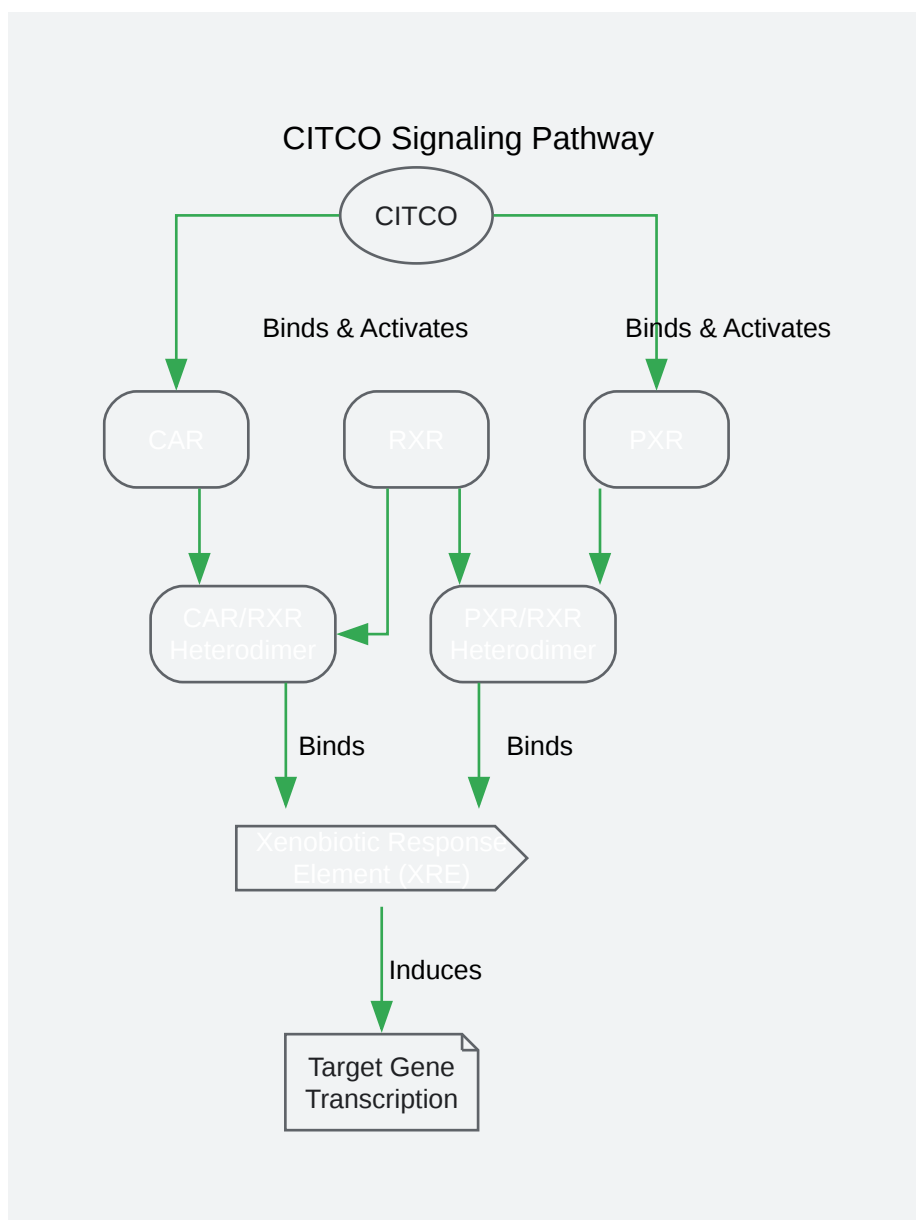 CITCO Signaling Pathway
CITCO
Binds & Activates
Binds & Activates
CAR
RXR
PXR
CAR/RXR
Heterodimer
PXR/RXR
Heterodimer
Binds
Binds
Xenobiotic Response
Element (XRE)
Induces
Target Gene
Transcription